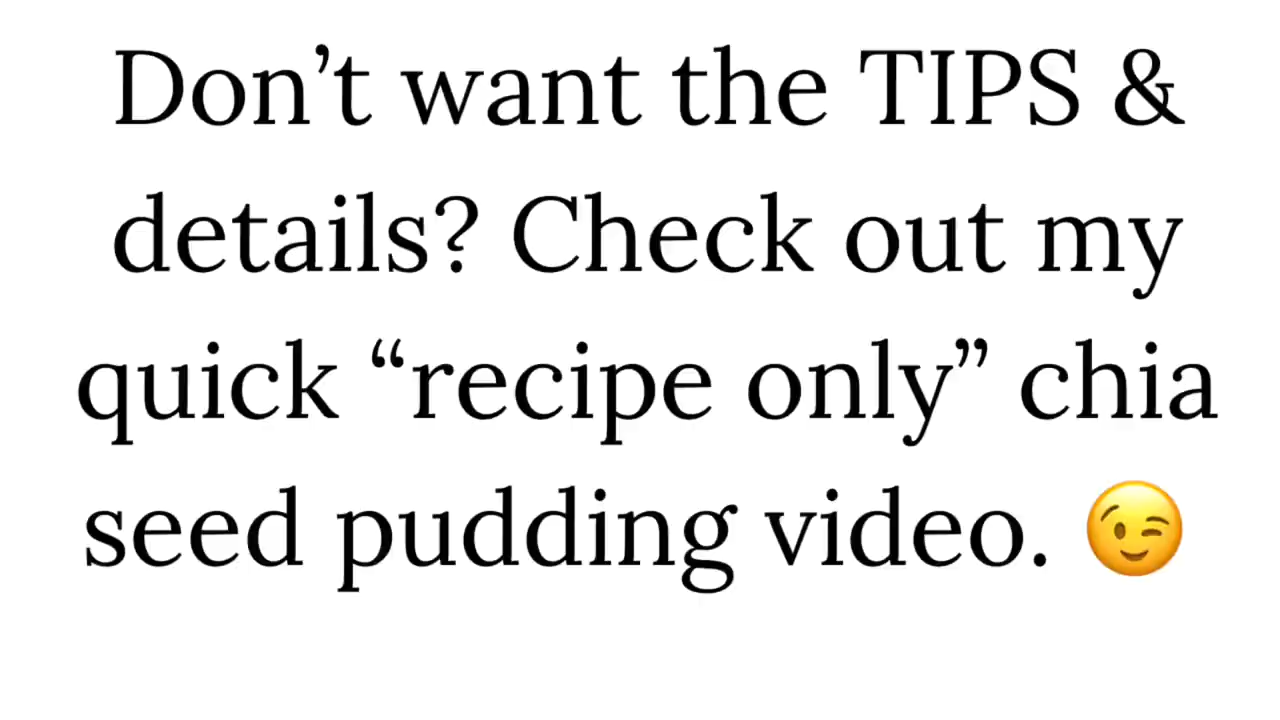 Don’t want the TIPS &
details? Check out my
quick “recipe only” chia
seed pudding video. 😉